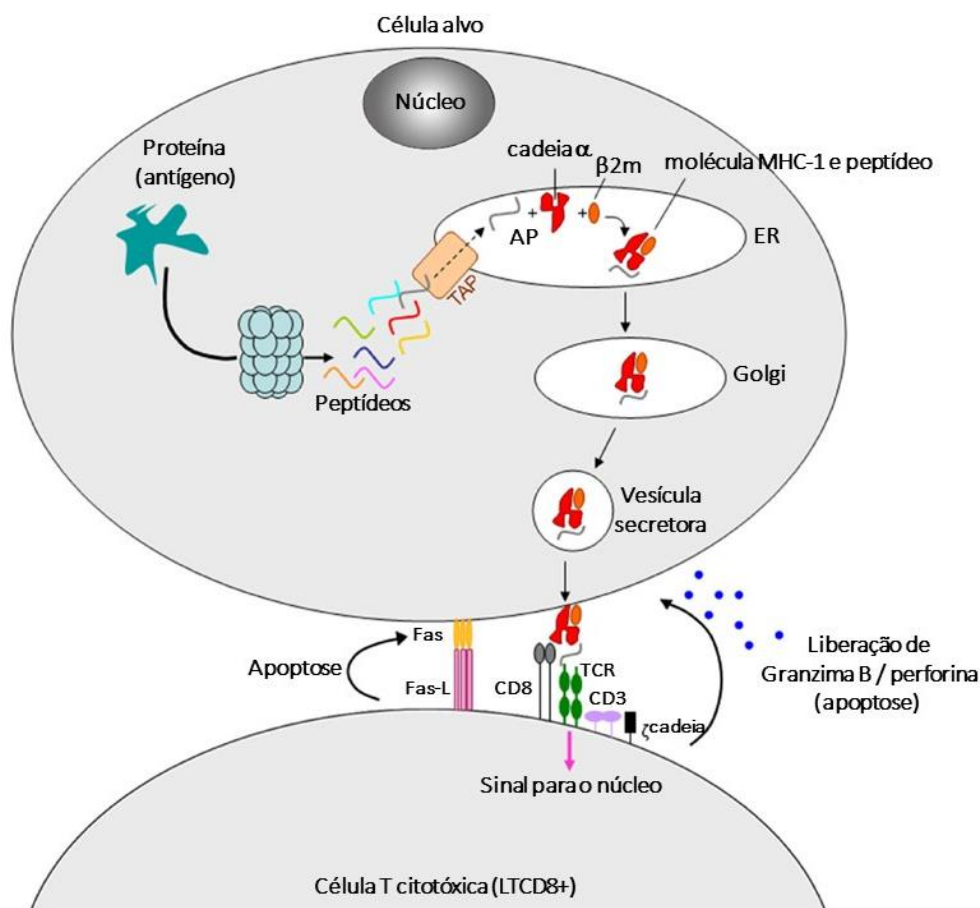 Célula alvo
Núcleo
Proteína
(antígeno)
cadeia α
β2m
molécula MHC-1 e peptídeo
+
+
AP
ER
TAP
Peptídeos
Golgi
Vesícula
secretora
Fas
Apoptose
Fas-L
CD8
TCR
CD3
ζcadeia
Liberação de
Granzima B / perforina
(apoptose)
Sinal para o núcleo
Célula T citotóxica (LTCD8+)